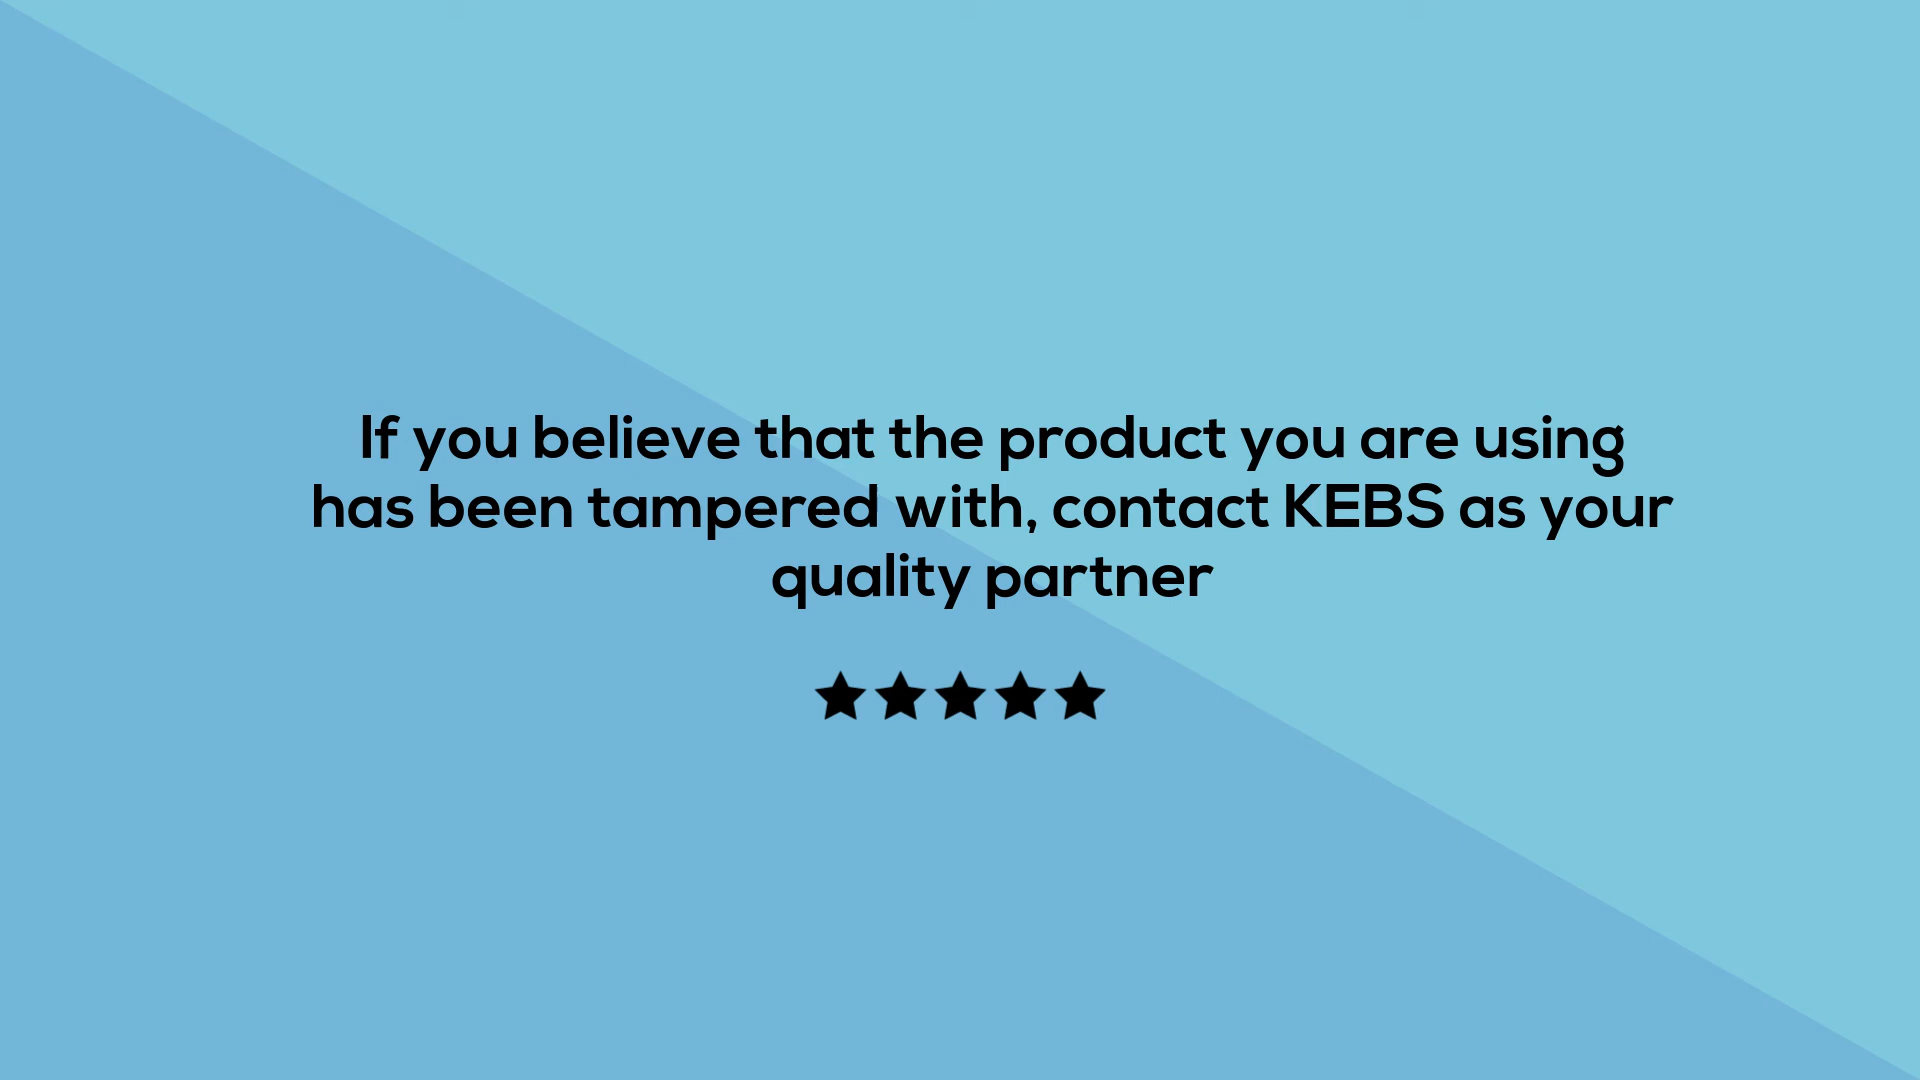 If you believe that the product you are using
has been tampered with, contact KEBS as your
quality partner